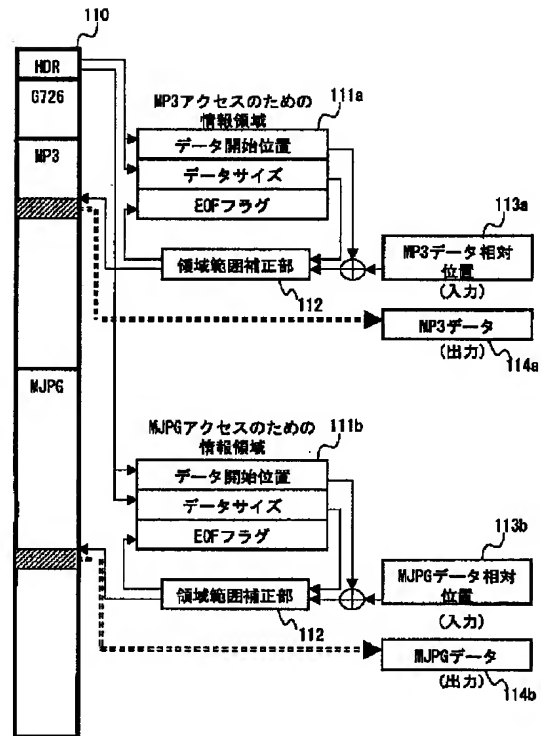 110
HDR
G726
MP3
MJPG
MP3アクセスのための
情報領域
111a
データ開始位置
データサイズ
EOFフラグ
領域範囲補正部
112
113a
MP3データ相対
位置
(入力)
MP3データ
(出力)
114a
MJPGアクセスのための
情報領域
111b
データ開始位置
データサイズ
EOFフラグ
領域範囲補正部
112
113b
MJPGデータ相対
位置
(入力)
MJPGデータ
(出力)
114b